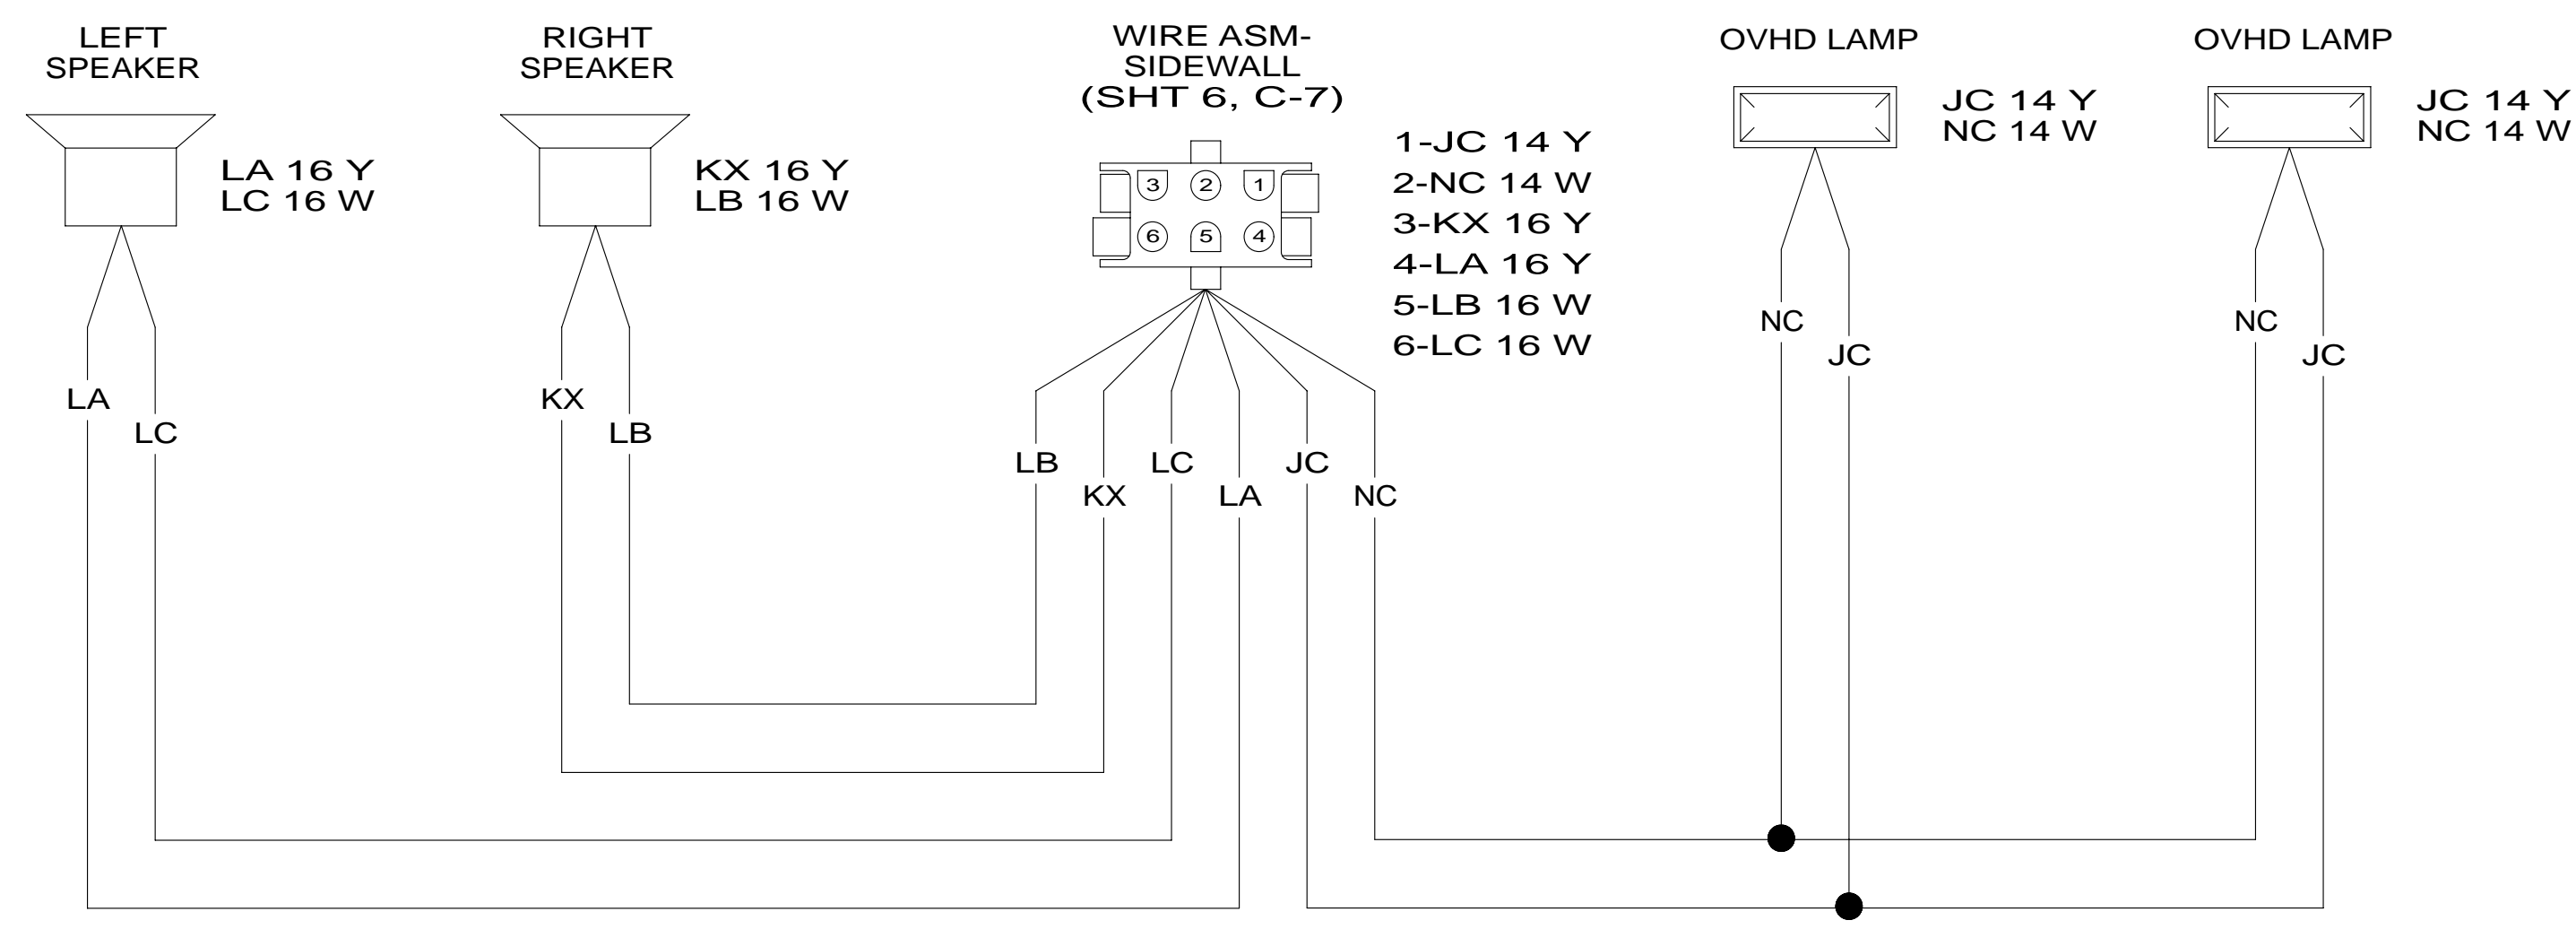 LEFT
SPEAKER
LA 16 Y
LC 16 W
LA
LC
RIGHT
SPEAKER
KX 16 Y
LB 16 W
KX
LB
WIRE ASM-
SIDEWALL
(SHT 6, C-7)
3 2 1
6 5 4
1-JC 14 Y
2-NC 14 W
3-KX 16 Y
4-LA 16 Y
5-LB 16 W
6-LC 16 W
LB
KX
LC
LA
JC
NC
OVHD LAMP
JC 14 Y
NC 14 W
NC
JC
OVHD LAMP
JC 14 Y
NC 14 W
NC
JC